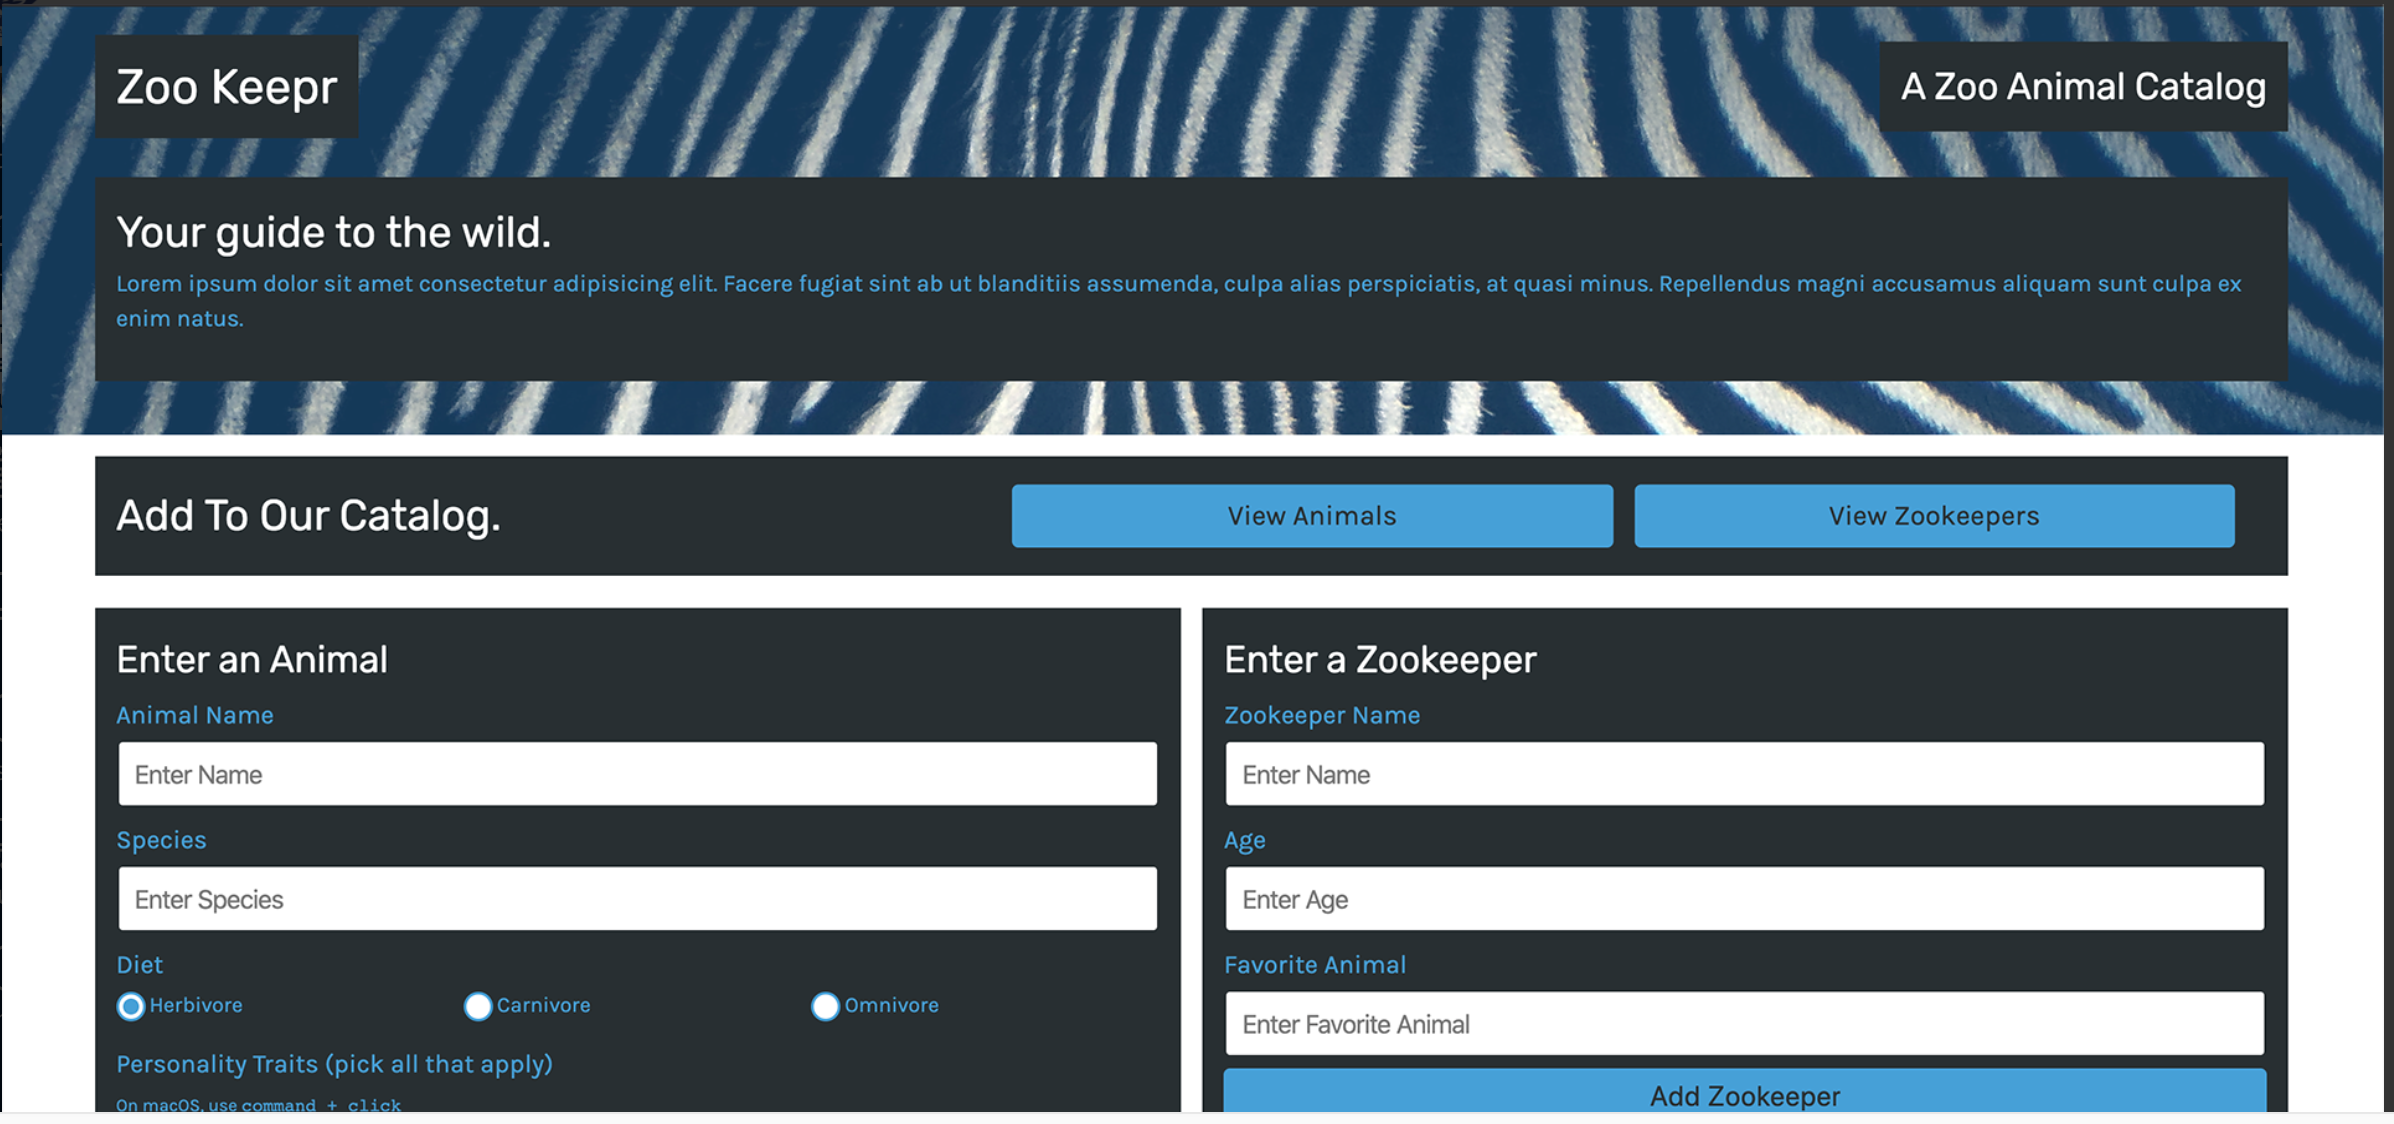 Zoo Keepr
A Zoo Animal Catalog
Your guide to the wild.
Lorem ipsum dolor sit amet consectetur adipisicing elit. Facere fugiat sint ab ut blanditiis assumenda, culpa alias perspiciatis, at quasi minus. Repellendus magni accusamus aliquam sunt culpa ex
enim natus.
Add To Our Catalog.
View Animals
View Zookeepers
Enter an Animal
Animal Name
Enter Name
Species
Enter Species
Diet
Herbivore
Carnivore
Omnivore
Personality Traits (pick all that apply)
On macOS, use command + click
Enter a Zookeeper
Zookeeper Name
Enter Name
Age
Enter Age
Favorite Animal
Enter Favorite Animal
Add Zookeeper